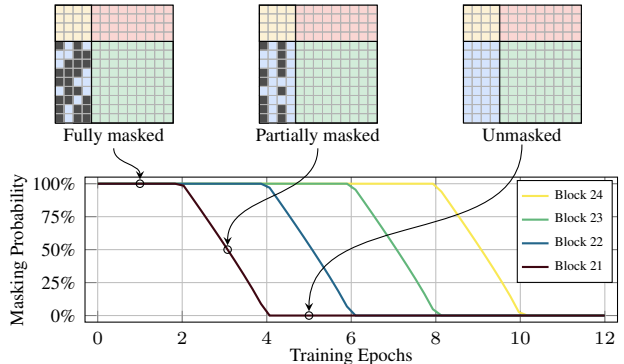 Fully masked Partially masked Unmasked
Masking Probability
100%
75%
50%
25%
0%
Block 24
Block 23
Block 22
Block 21
0 2 4 6 8 10 12
Training Epochs